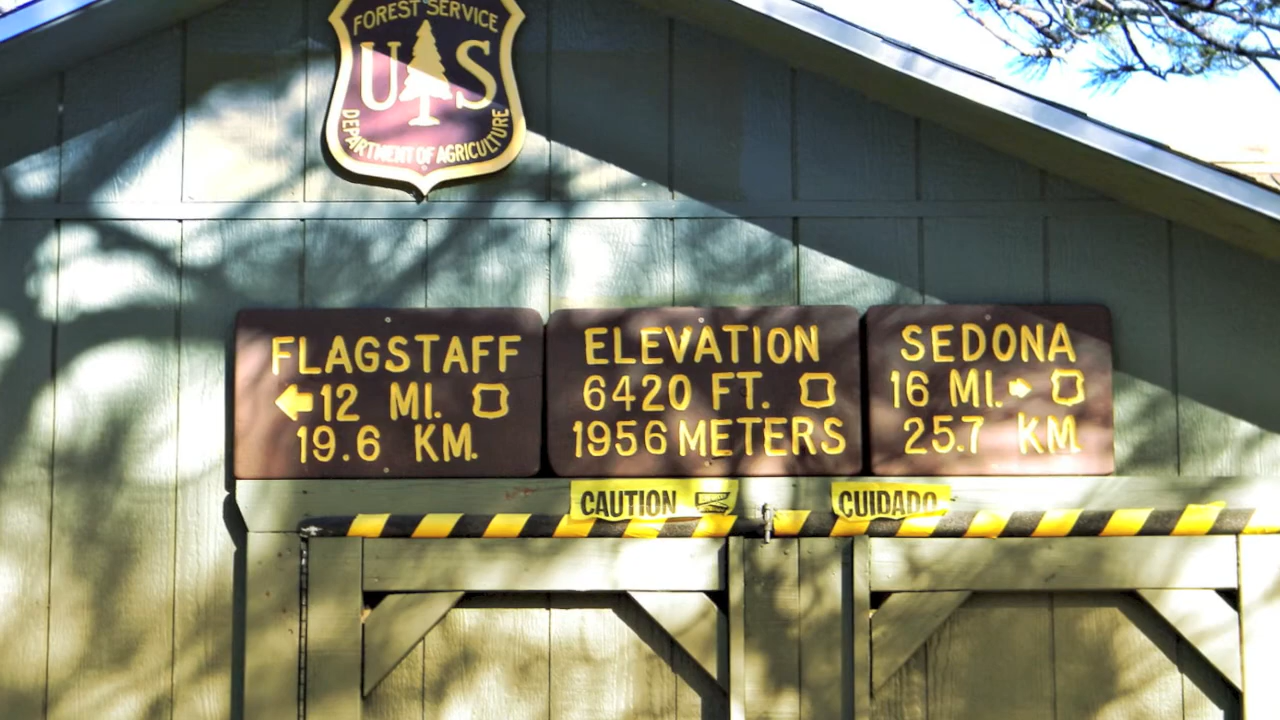 FOREST SERVICE
U S
DEPARTMENT OF AGRICULTURE
FLAGSTAFF
12 MI.
19.6 KM.
ELEVATION
6420 FT.
1956 METERS
SEDONA
16 MI.
25.7 KM.
CAUTION
CUIDADO